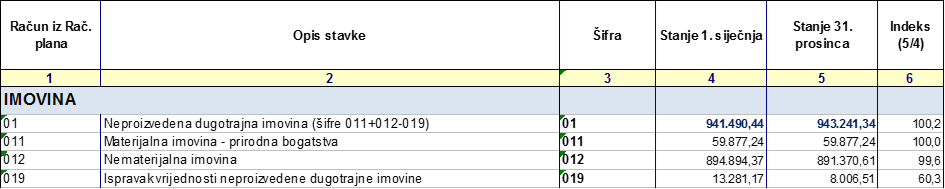 Račun iz Rač. plana Opis stavke Šifra Stanje 1. siječnja Stanje 31. prosinca Indeks (5/4)
1 2 3 4 5 6
IMOVINA
01 Neproizvedena dugotrajna imovina (šifre 011+012-019) 01 941.490,44 943.241,34 100,2
011 Materijalna imovina - prirodna bogatstva 011 59.877,24 59.877,24 100,0
012 Nematerijalna imovina 012 894.894,37 891.370,61 99,6
019 Ispravak vrijednosti neproizvedene dugotrajne imovine 019 13.281,17 8.006,51 60,3